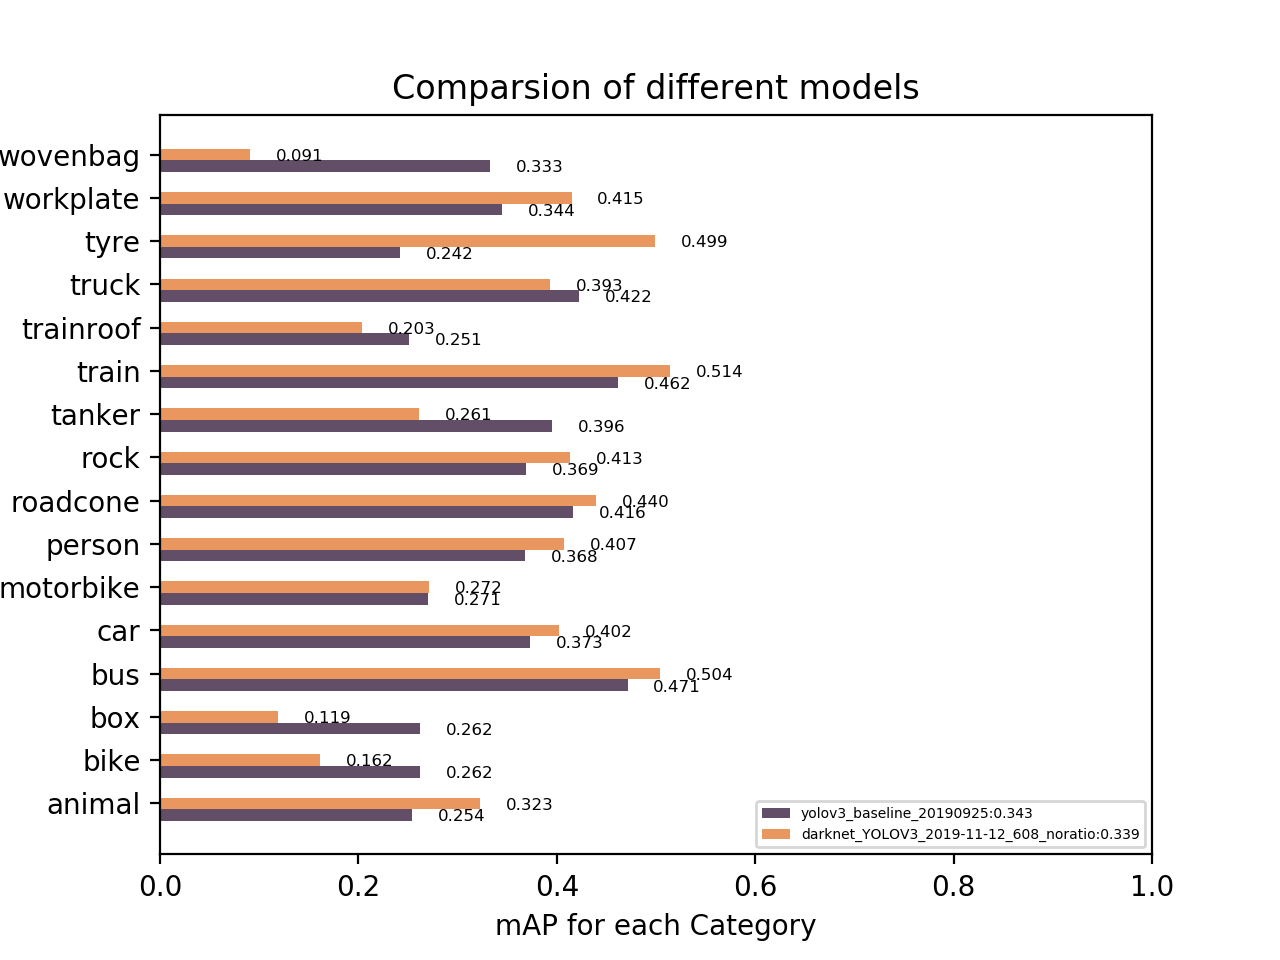 Comparsion of different models
wovenbag
0.091
0.333
workplate
0.415
0.344
tyre
0.499
0.242
truck
0.393
0.422
trainroof
0.203
0.251
train
0.514
0.462
tanker
0.261
0.396
rock
0.413
0.369
roadcone
0.440
0.416
person
0.407
0.368
motorbike
0.272
0.271
car
0.402
0.373
bus
0.504
0.471
box
0.119
0.262
bike
0.162
0.262
animal
0.323
0.254
yolov3_baseline_20190925:0.343
darknet_YOLOV3_2019-11-12_608_noratio:0.339
0.0 0.2 0.4 0.6 0.8 1.0
mAP for each Category